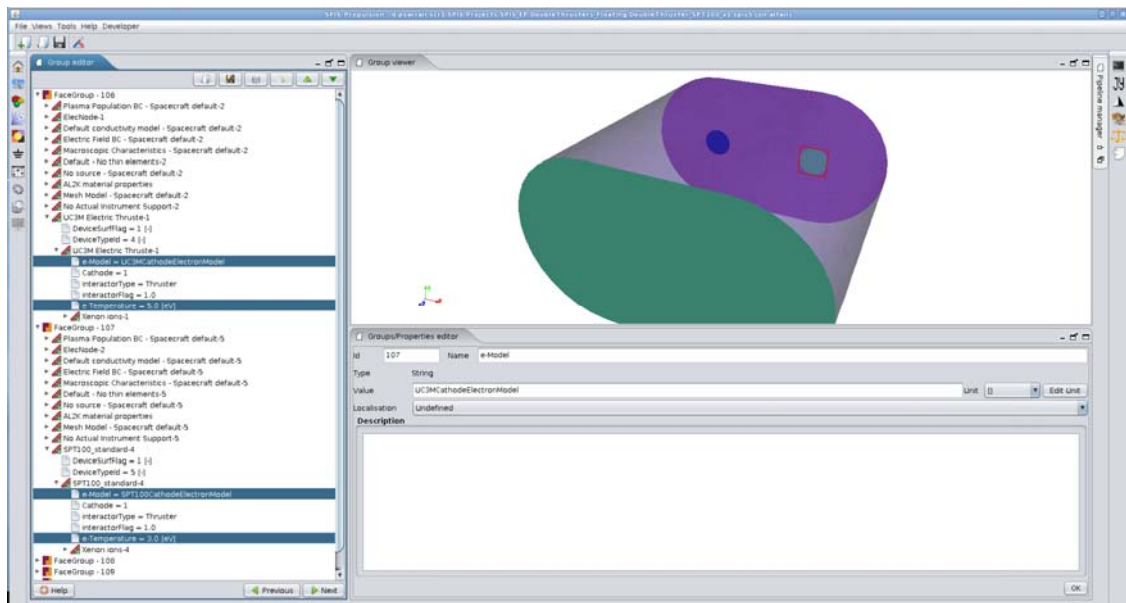 File Views Tools Help Developer
Group editor
FaceGroup - 106
Plasma Population BC - Spacecraft default-2
ElecNode-1
Default conductivity model - Spacecraft default-2
Electric Field BC - Spacecraft default-2
Macroscopic Characteristics - Spacecraft default-2
Default - No thin elements-2
No source - Spacecraft default-2
AL2K material properties
Mesh Model - Spacecraft default-2
No Actual Instrument Support-2
UC3M Electric Thruste-1
DeviceSurfFlag = 1 [-]
DeviceTypeId = 4 [-]
UC3M Electric Thruste-1
e-Model = UC3MCathodeElectronModel
Cathode = 1
interactorType = Thruster
interactorFlag = 1.0
e-Temperature = 5.0 [eV]
Xenon ions-1
FaceGroup - 107
Plasma Population BC - Spacecraft default-5
ElecNode-2
Default conductivity model - Spacecraft default-5
Electric Field BC - Spacecraft default-5
Macroscopic Characteristics - Spacecraft default-5
Default - No thin elements-5
No source - Spacecraft default-5
AL2K material properties
Mesh Model - Spacecraft default-5
No Actual Instrument Support-5
SPT100_standard-4
DeviceSurfFlag = 1 [-]
DeviceTypeId = 5 [-]
SPT100_standard-4
e-Model = SPT100CathodeElectronModel
Cathode = 1
interactorType = Thruster
interactorFlag = 1.0
e-Temperature = 3.0 [eV]
Xenon ions-4
FaceGroup - 108
FaceGroup - 109
Help
Previous
Next
Group viewer
Pipeline manager
Groups/Properties editor
Id 107 Name e-Model
Type String
Value UC3MCathodeElectronModel Unit [] Edit Unit
Localisation Undefined
Description
OK